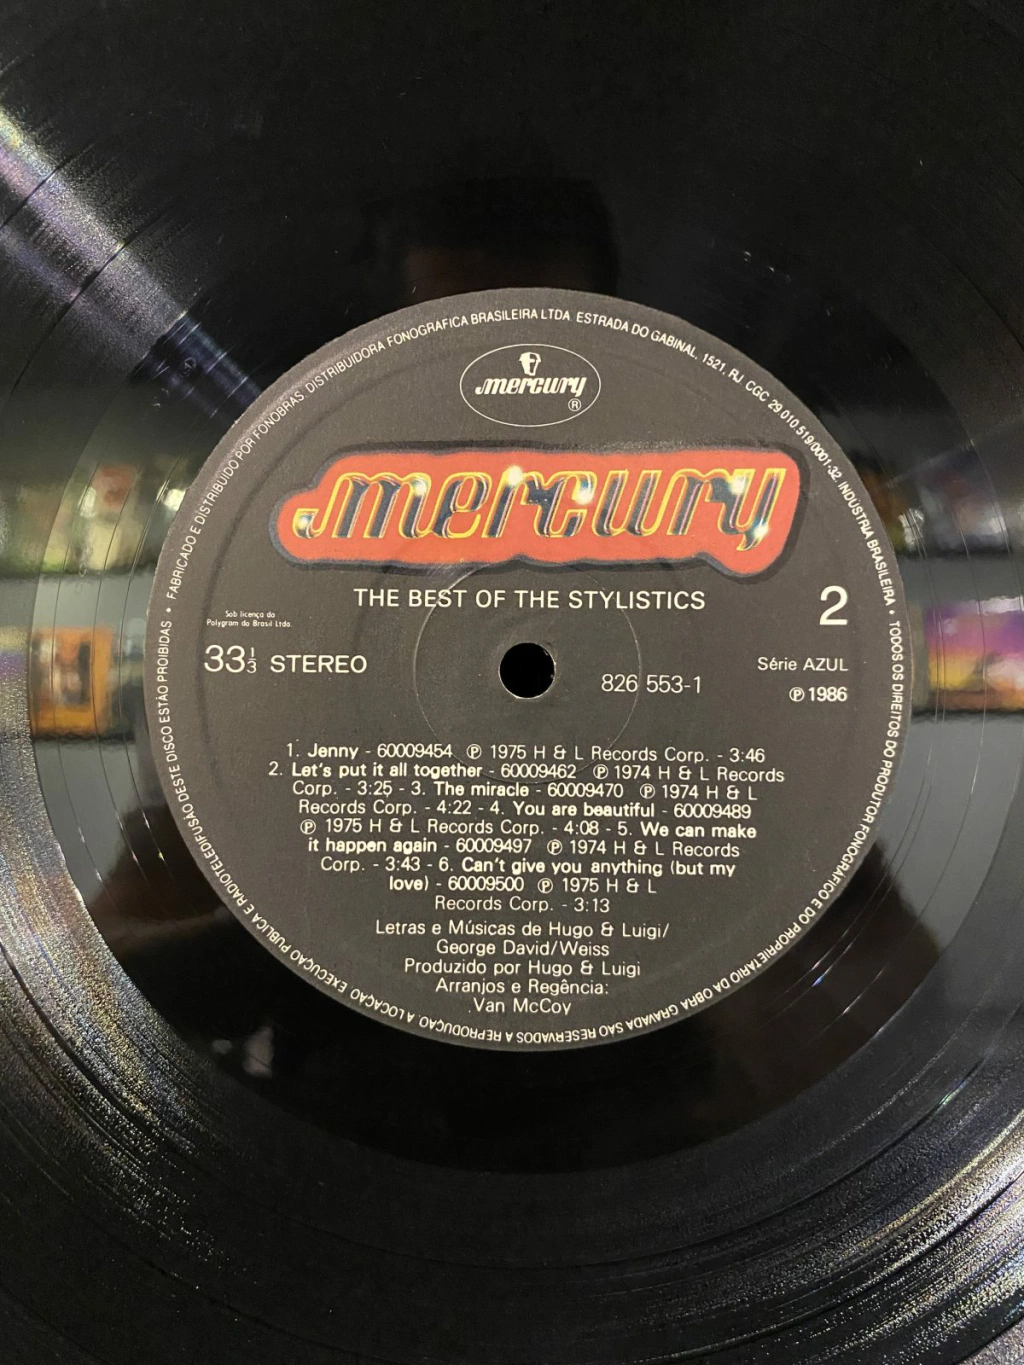 FABRICADO E DISTRIBUIDO POR FONOBRAS. DISTRIBUIDORA FONOGRAFICA BRASILEIRA LTDA ESTRADA DO GABINAL, 1521, RJ CGC 29.010.519/0001-32 INDÚSTRIA BRASILEIRA • TODOS OS DIREITOS DO PRODUTOR FONOGRAFICO E DO PROPRIETARIO DA OBRA GRAVADA SAO RESERVADOS A REPRODUÇAO A LOCAÇAO EXECUÇÃO PUBLICA E RADIOTELEDIFUSÃO DESTE DISCO ESTÃO PROIBIDAS •
mercury
®
mercury
THE BEST OF THE STYLISTICS
2
Sob licença da
Polygram do Brasil Ltda.
33⅓ STEREO
826 553-1
Série AZUL
℗ 1986
1. Jenny - 60009454 ℗ 1975 H & L Records Corp. - 3:46
2. Let's put it all together - 60009462 ℗ 1974 H & L Records
Corp. - 3:25 - 3. The miracle - 60009470 ℗ 1974 H & L
Records Corp. - 4:22 - 4. You are beautiful - 60009489
℗ 1975 H & L Records Corp. - 4:08 - 5. We can make
it happen again - 60009497 ℗ 1974 H & L Records
Corp. - 3:43 - 6. Can't give you anything (but my
love) - 60009500 ℗ 1975 H & L
Records Corp. - 3:13
Letras e Músicas de Hugo & Luigi/
George David/Weiss
Produzido por Hugo & Luigi
Arranjos e Regência:
Van McCoy